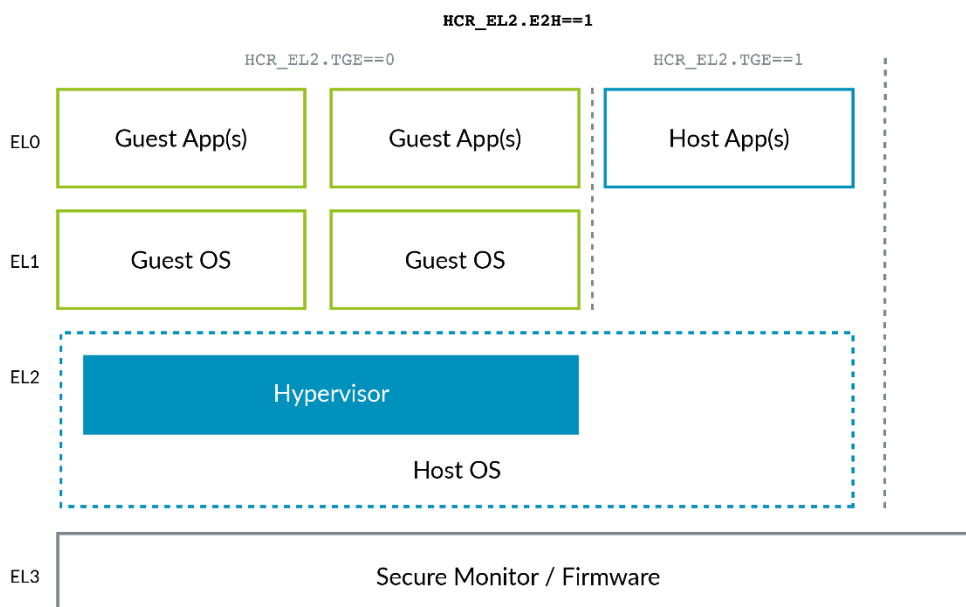 HCR_EL2.E2H==1
HCR_EL2.TGE==0
HCR_EL2.TGE==1
EL0
Guest App(s)
Guest App(s)
Host App(s)
EL1
Guest OS
Guest OS
EL2
Hypervisor
Host OS
EL3
Secure Monitor / Firmware